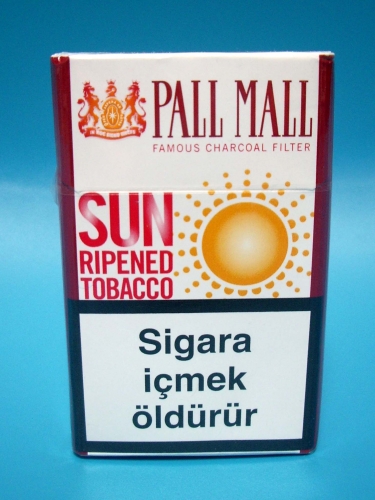 PALL MALL
FAMOUS CHARCOAL FILTER
SUN
RIPENED
TOBACCO
Sigara
içmek
öldürür